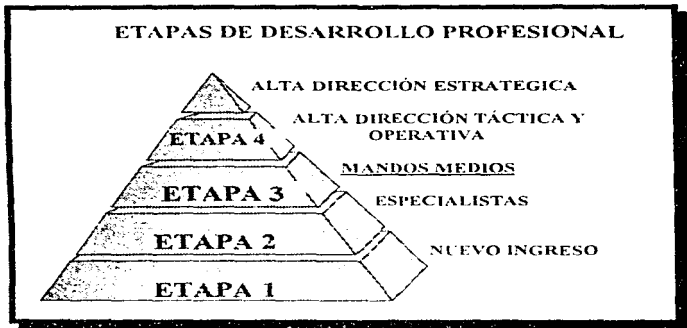 ETAPAS DE DESARROLLO PROFESIONAL
ALTA DIRECCIÓN ESTRATEGICA
ALTA DIRECCIÓN TÁCTICA Y
OPERATIVA
ETAPA 4
MANDOS MEDIOS
ETAPA 3
ESPECIALISTAS
ETAPA 2
NUEVO INGRESO
ETAPA 1